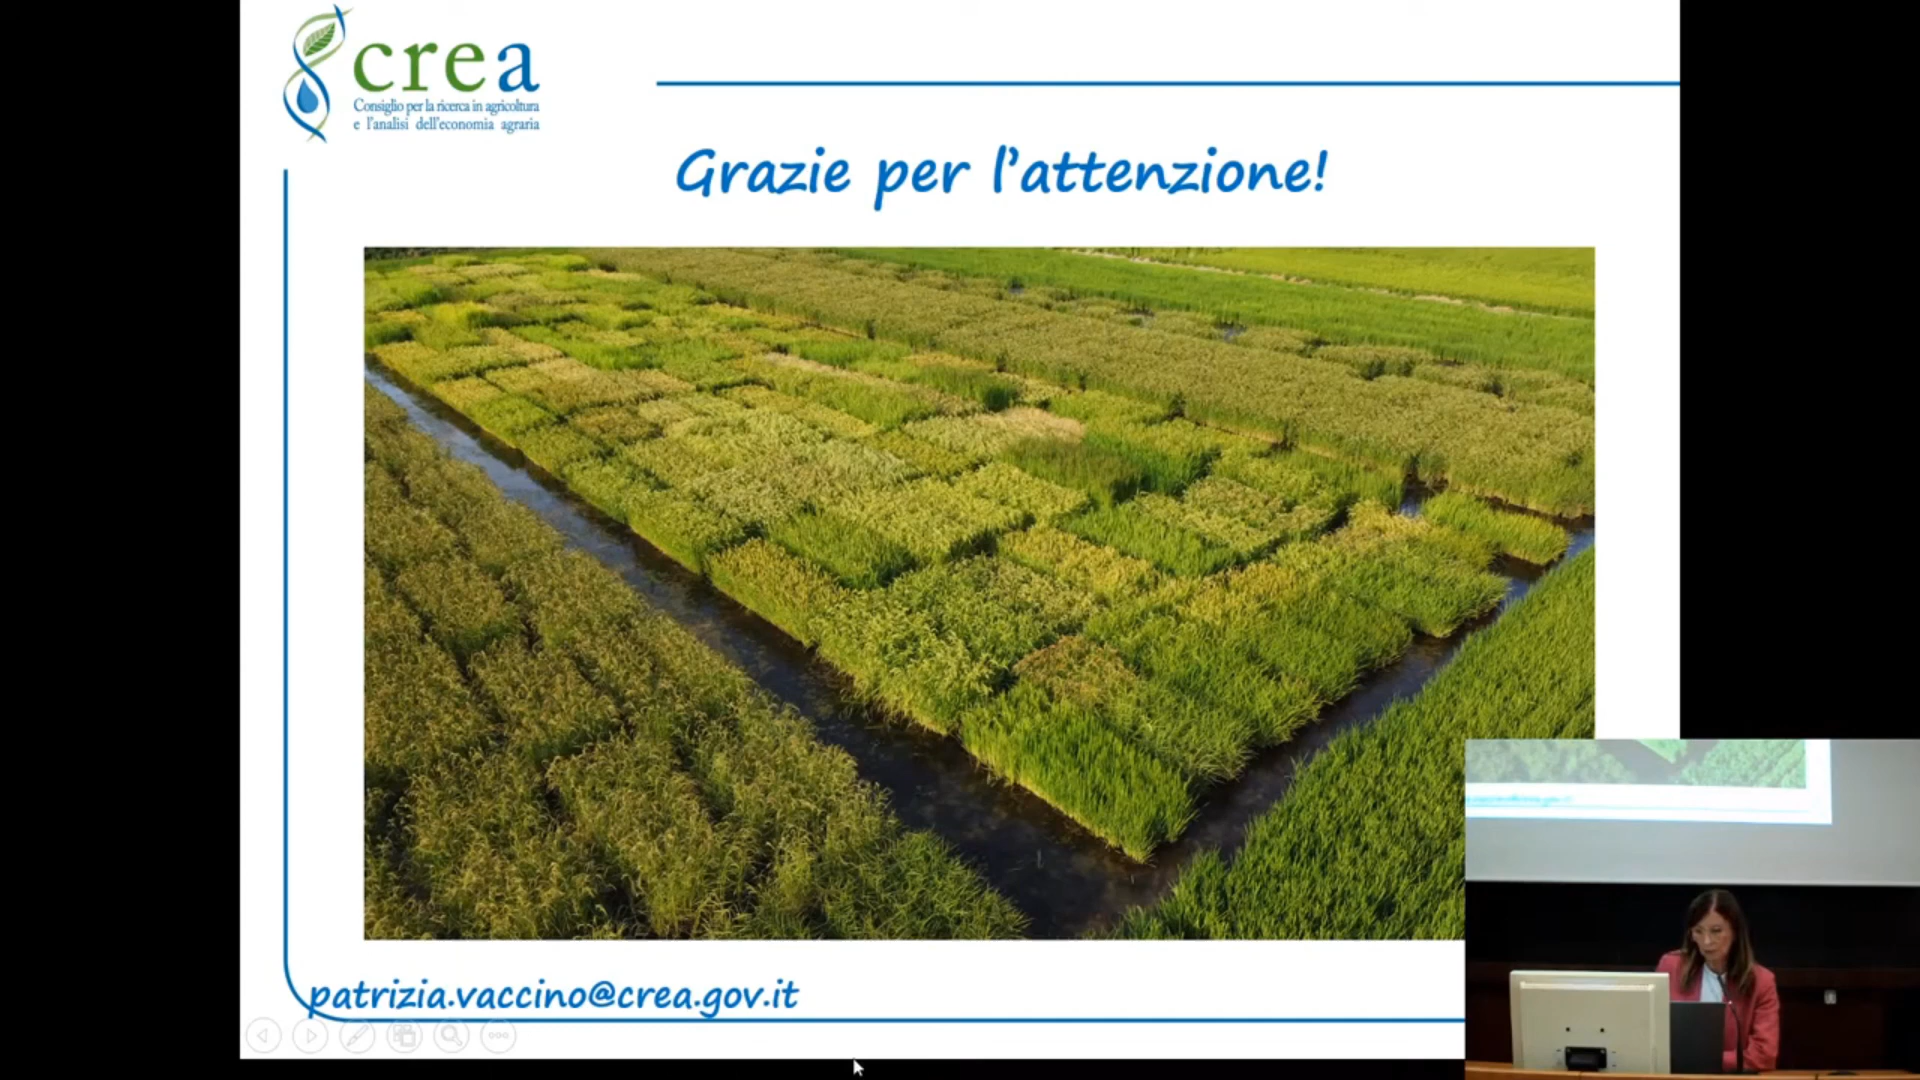 crea
Consiglio per la ricerca in agricoltura
e l'analisi dell'economia agraria
Grazie per l'attenzione!
patrizia.vaccino@crea.gov.it